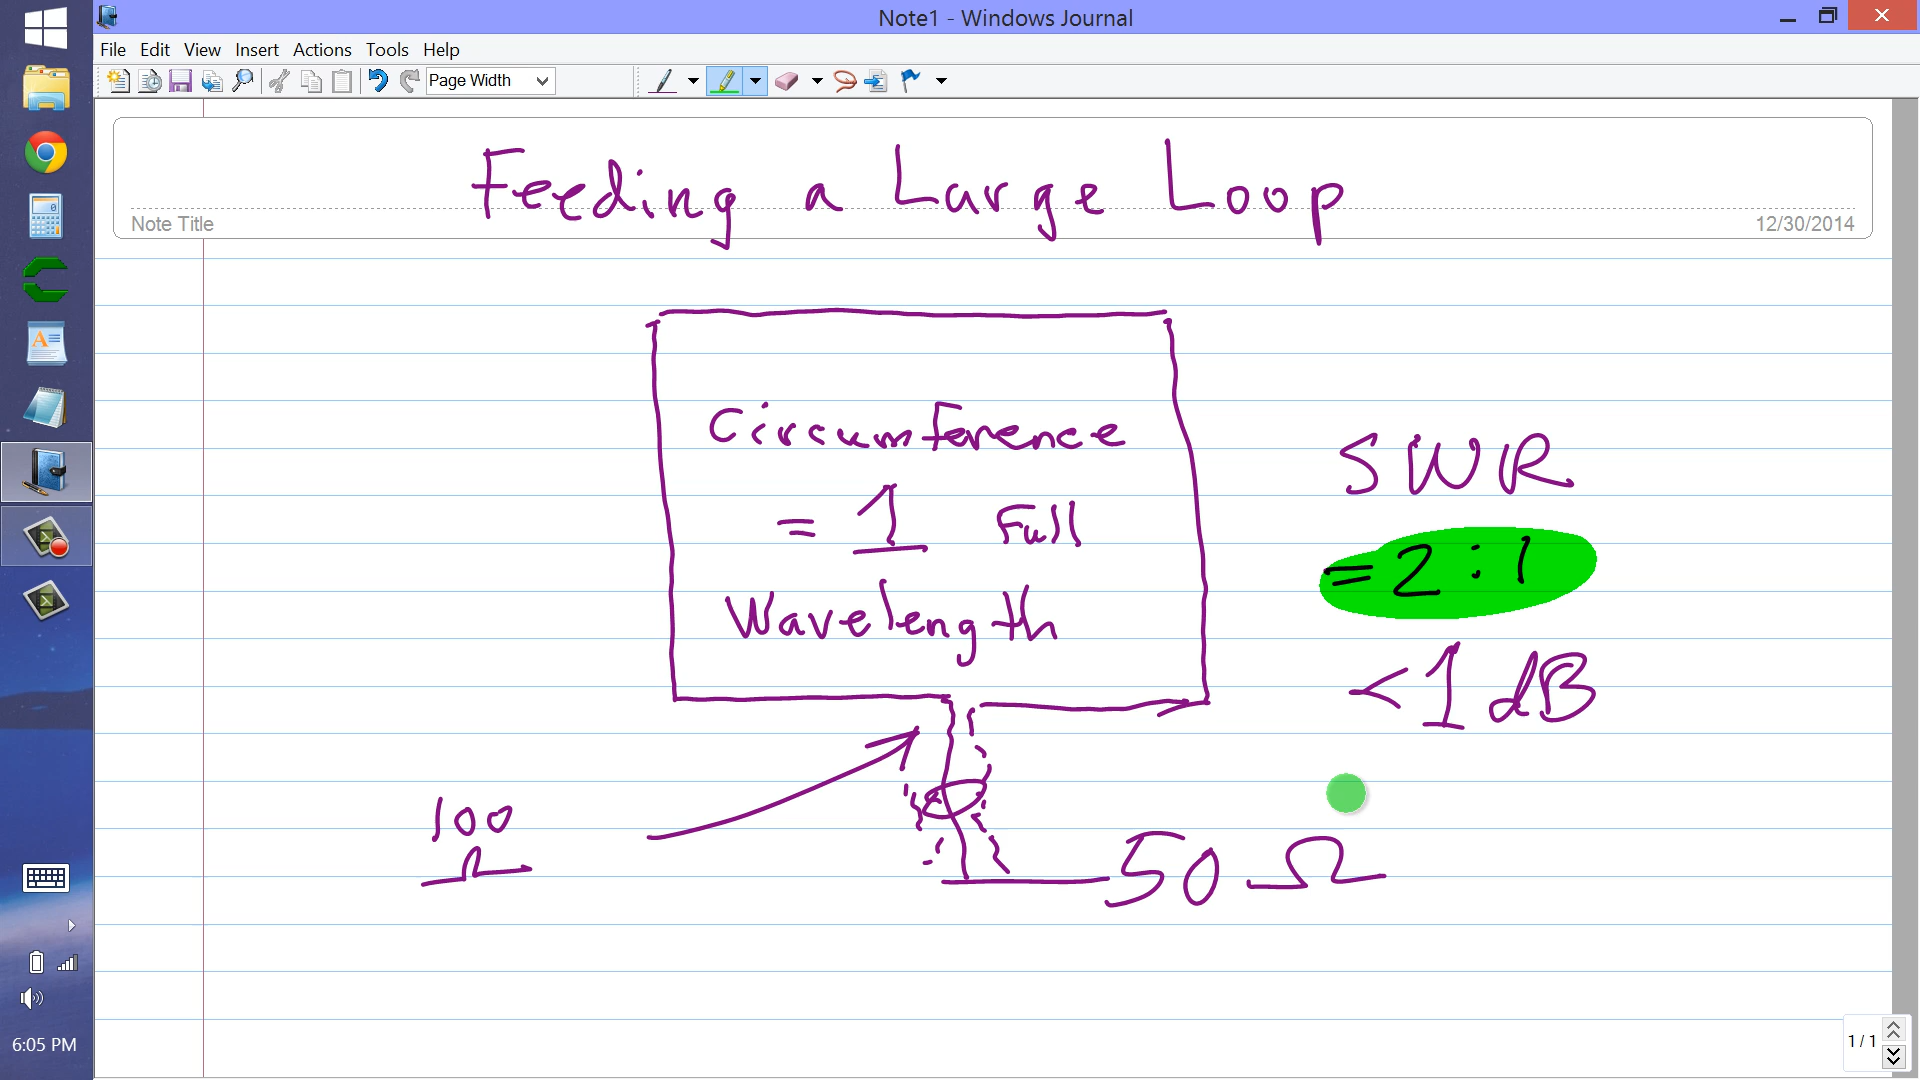 Note1 - Windows Journal
File Edit View Insert Actions Tools Help
Page Width
Feeding a Large Loop
Note Title
12/30/2014
Circumference
= 1 Full
Wavelength
SWR
= 2 : 1
< 1 dB
100
Ω
50 Ω
6:05 PM
1 / 1